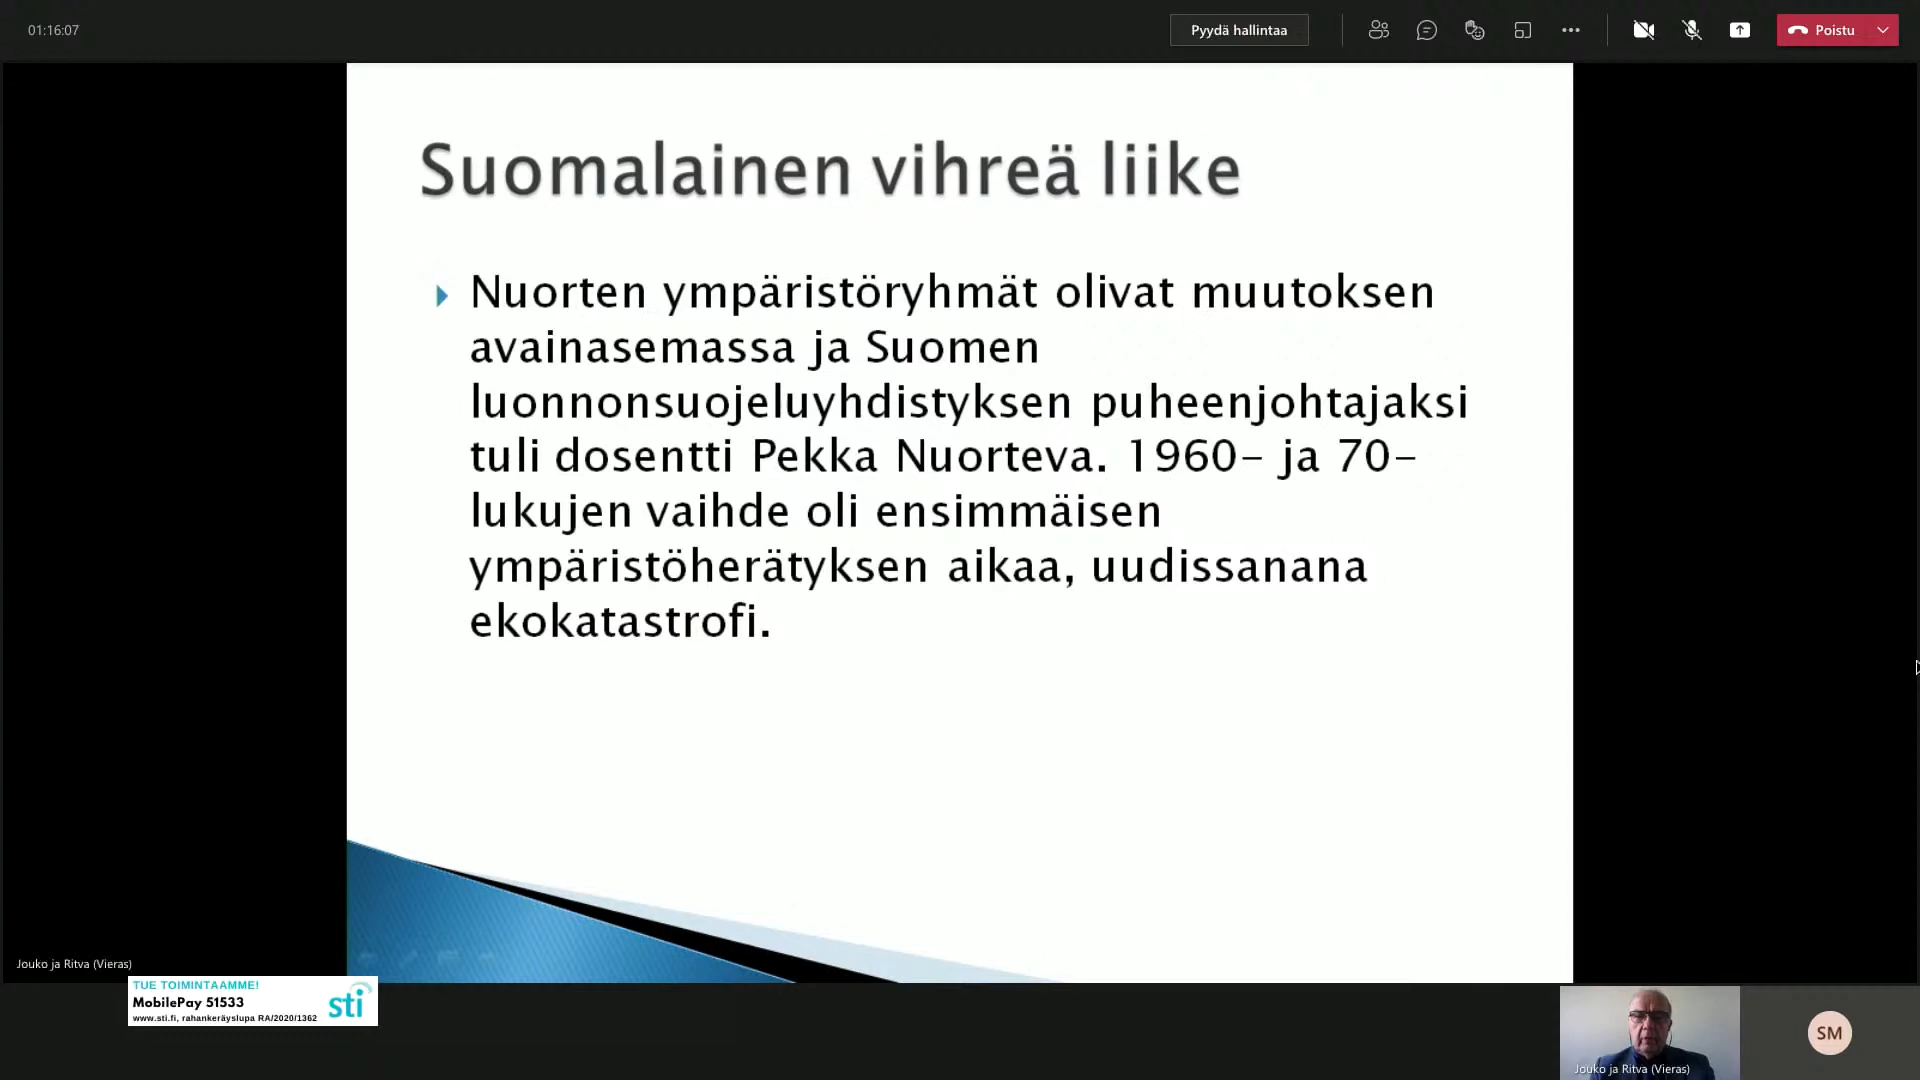 01:16:07
Pyydä hallintaa
Poistu
Suomalainen vihreä liike
Nuorten ympäristöryhmät olivat muutoksen
avainasemassa ja Suomen
luonnonsuojeluyhdistyksen puheenjohtajaksi
tuli dosentti Pekka Nuorteva. 1960- ja 70-
lukujen vaihde oli ensimmäisen
ympäristöherätyksen aikaa, uudissanana
ekokatastrofi.
Jouko ja Ritva (Vieras)
TUE TOIMINTAAMME!
MobilePay 51533
www.sti.fi, rahankeräyslupa RA/2020/1362
sti
SM
Jouko ja Ritva (Vieras)